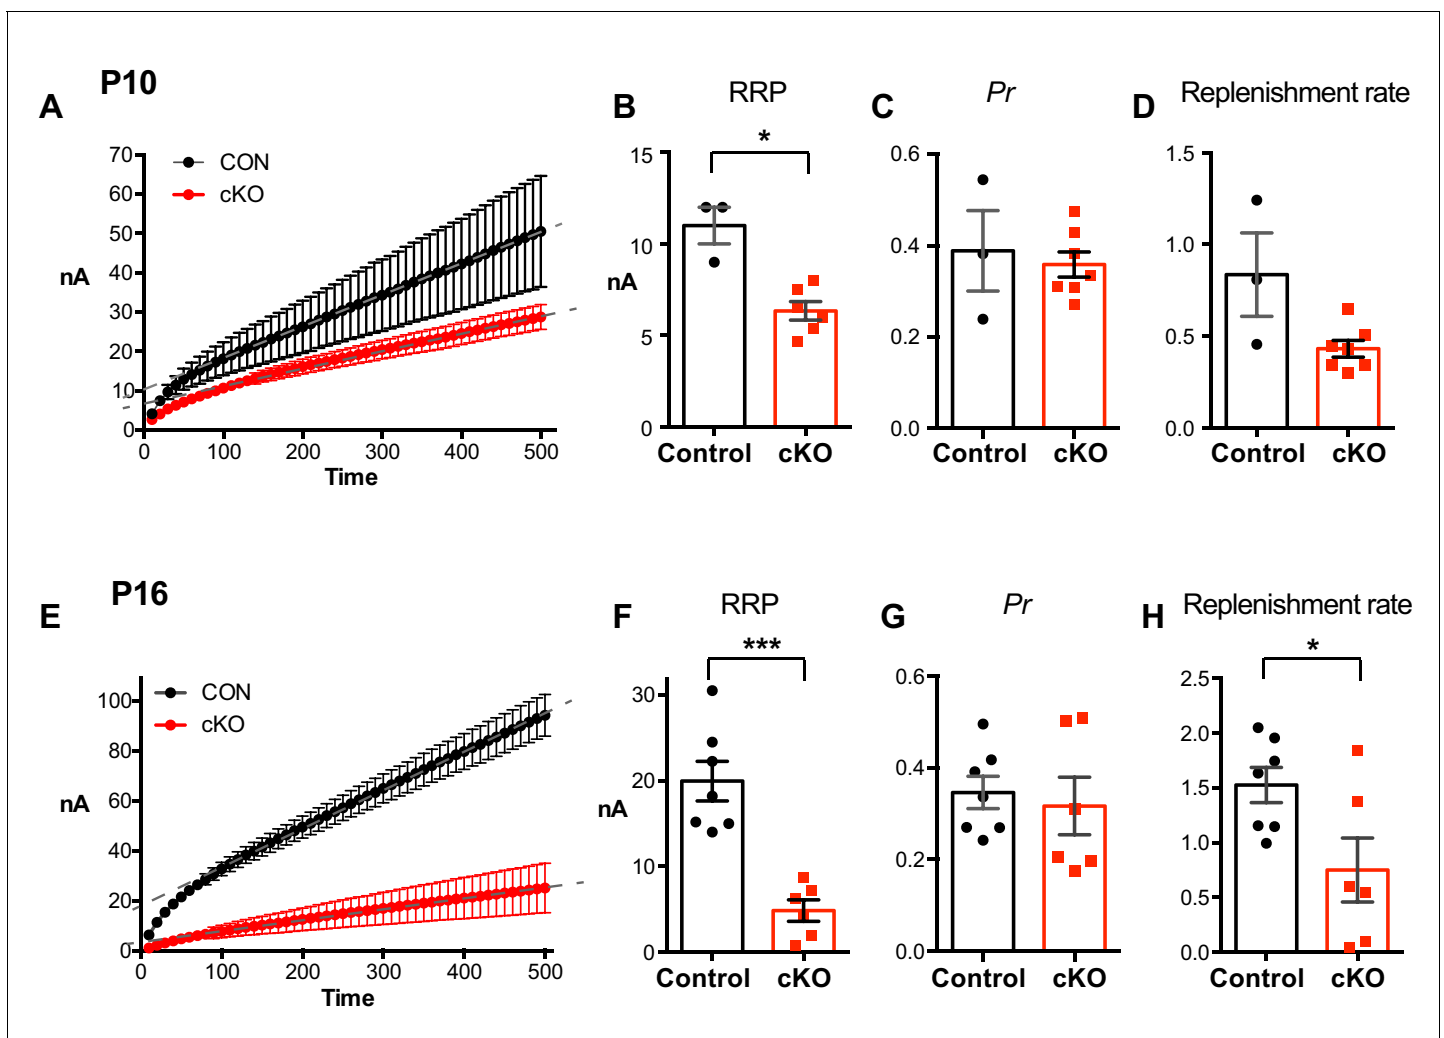 P10
A
B
RRP
C
Pr
D
Replenishment rate
CON
cKO
70
60
50
40
30
20
10
0
nA
0 100 200 300 400 500
Time
*
15
10
5
0
nA
Control cKO
0.6
0.4
0.2
0.0
Control cKO
1.5
1.0
0.5
0.0
Control cKO
P16
E
F
RRP
G
Pr
H
Replenishment rate
CON
cKO
100
80
60
40
20
0
nA
0 100 200 300 400 500
Time
***
30
20
10
0
nA
Control cKO
0.6
0.4
0.2
0.0
Control cKO
*
2.5
2.0
1.5
1.0
0.5
0.0
Control cKO